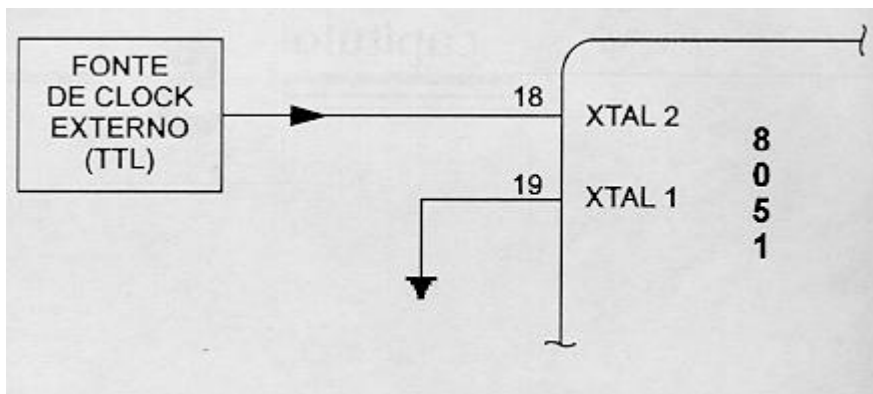 FONTE
DE CLOCK
EXTERNO
(TTL)
18
XTAL 2
19
XTAL 1
8
0
5
1